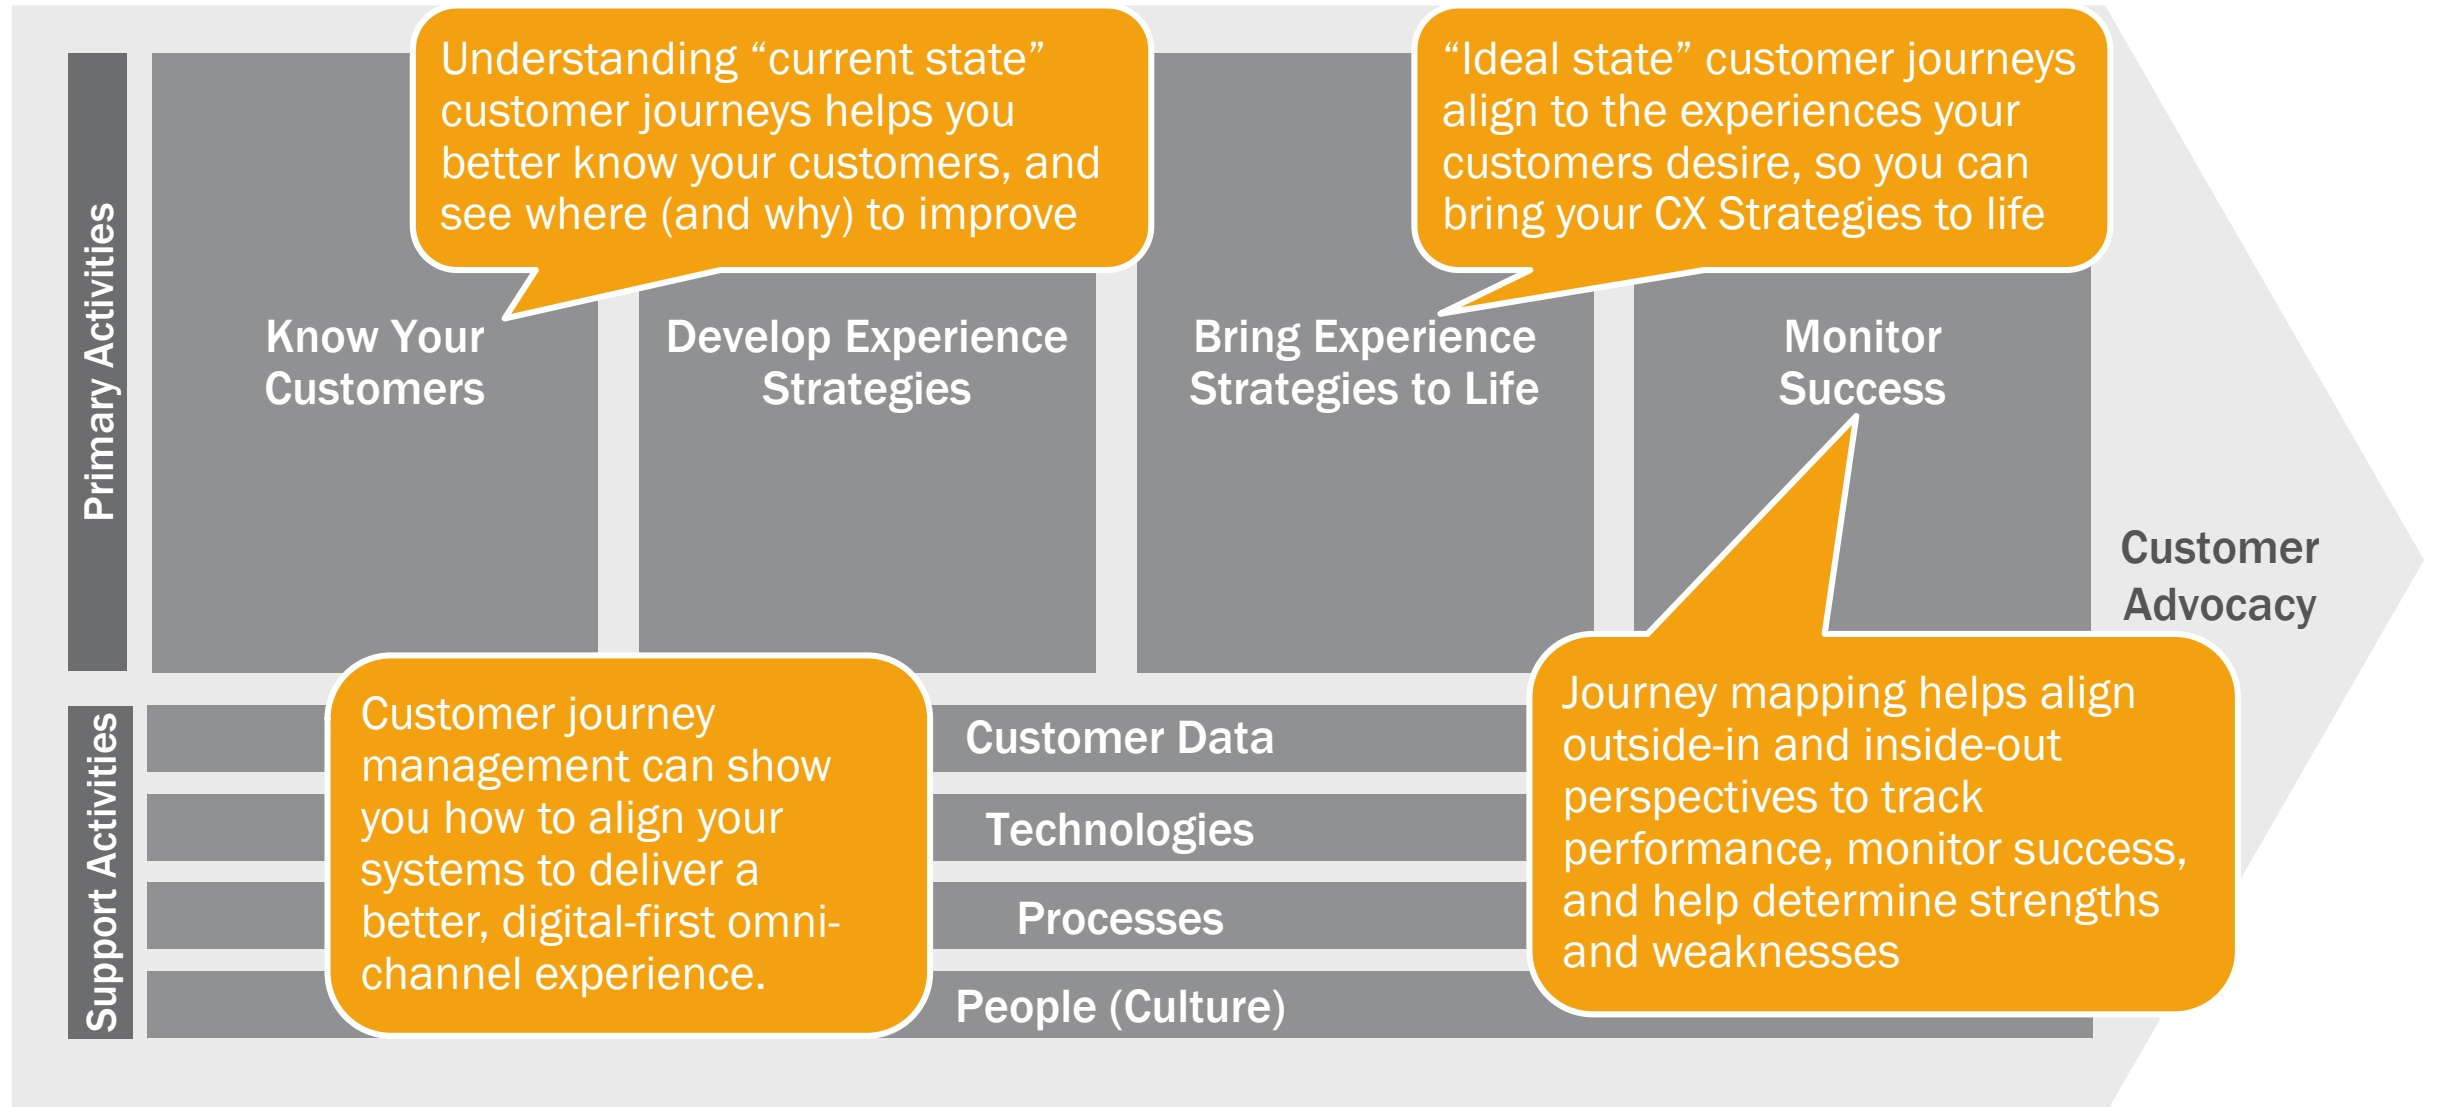 Primary Activities
Understanding “current state”
customer journeys helps you
better know your customers, and
see where (and why) to improve
“Ideal state” customer journeys
align to the experiences your
customers desire, so you can
bring your CX Strategies to life
Know Your
Customers
Develop Experience
Strategies
Bring Experience
Strategies to Life
Monitor
Success
Customer
Advocacy
Support Activities
Customer journey
management can show
you how to align your
systems to deliver a
better, digital-first omni-
channel experience.
Customer Data
Technologies
Processes
People (Culture)
Journey mapping helps align
outside-in and inside-out
perspectives to track
performance, monitor success,
and help determine strengths
and weaknesses